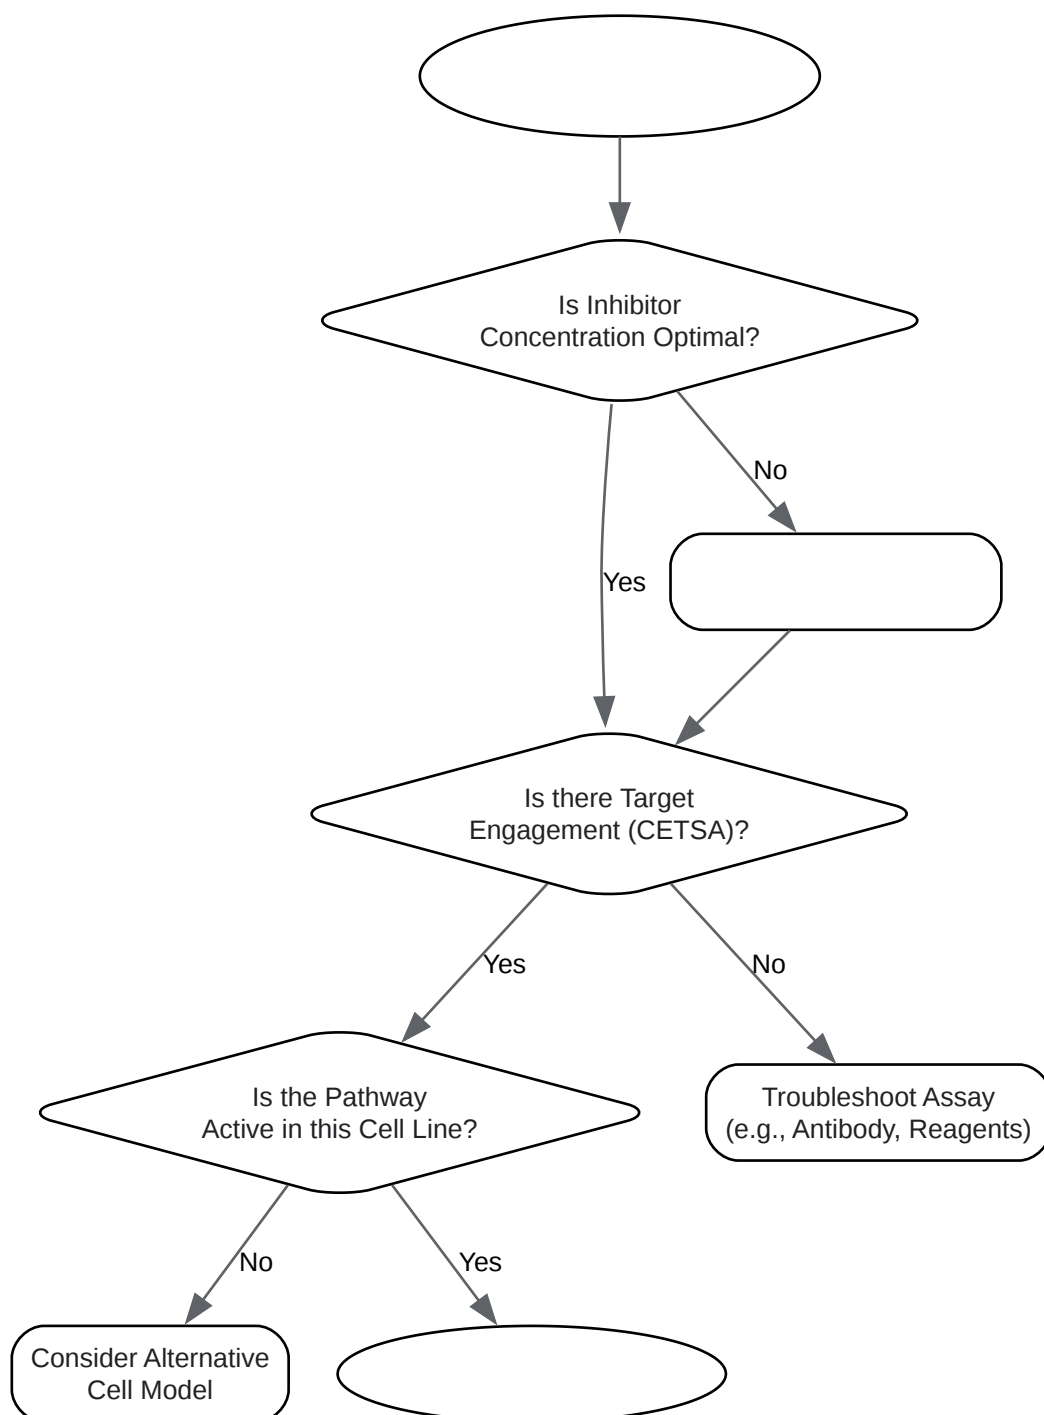 Is Inhibitor
Concentration Optimal?
No
Yes
Is there Target
Engagement (CETSA)?
Yes
No
Is the Pathway
Active in this Cell Line?
Troubleshoot Assay
(e.g., Antibody, Reagents)
No
Yes
Consider Alternative
Cell Model